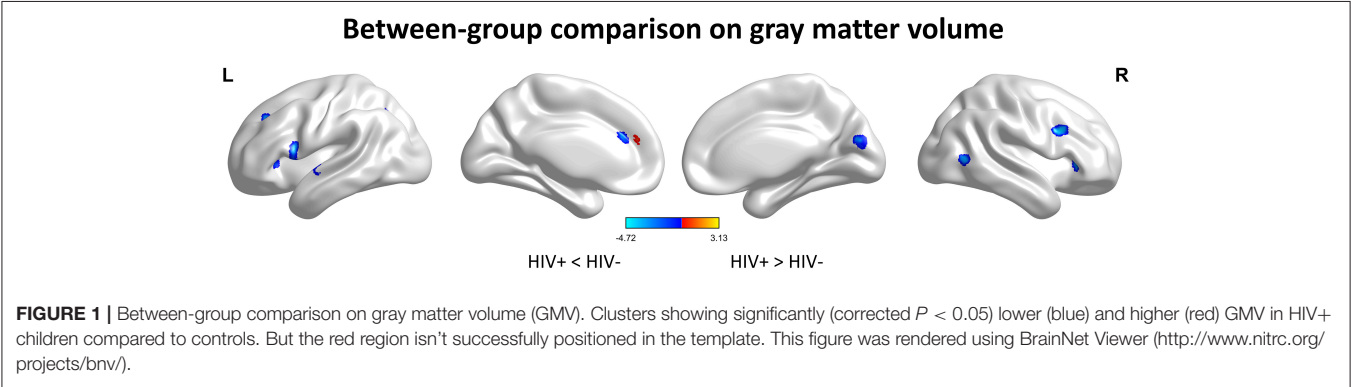 Between-group comparison on gray matter volume
L
R
-4.72
3.13
HIV+ < HIV-
HIV+ > HIV-
FIGURE 1 | Between-group comparison on gray matter volume (GMV). Clusters showing significantly (corrected P < 0.05) lower (blue) and higher (red) GMV in HIV+
children compared to controls. But the red region isn't successfully positioned in the template. This figure was rendered using BrainNet Viewer (http://www.nitrc.org/
projects/bnv/).